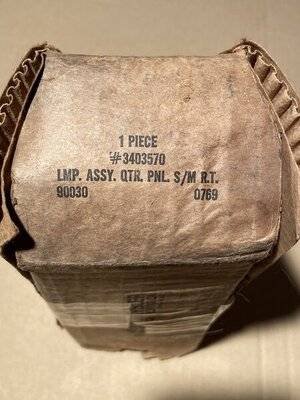 1 PIECE
#3403570
LMP. ASSY. QTR. PNL. S/M R.T.
90030 0769